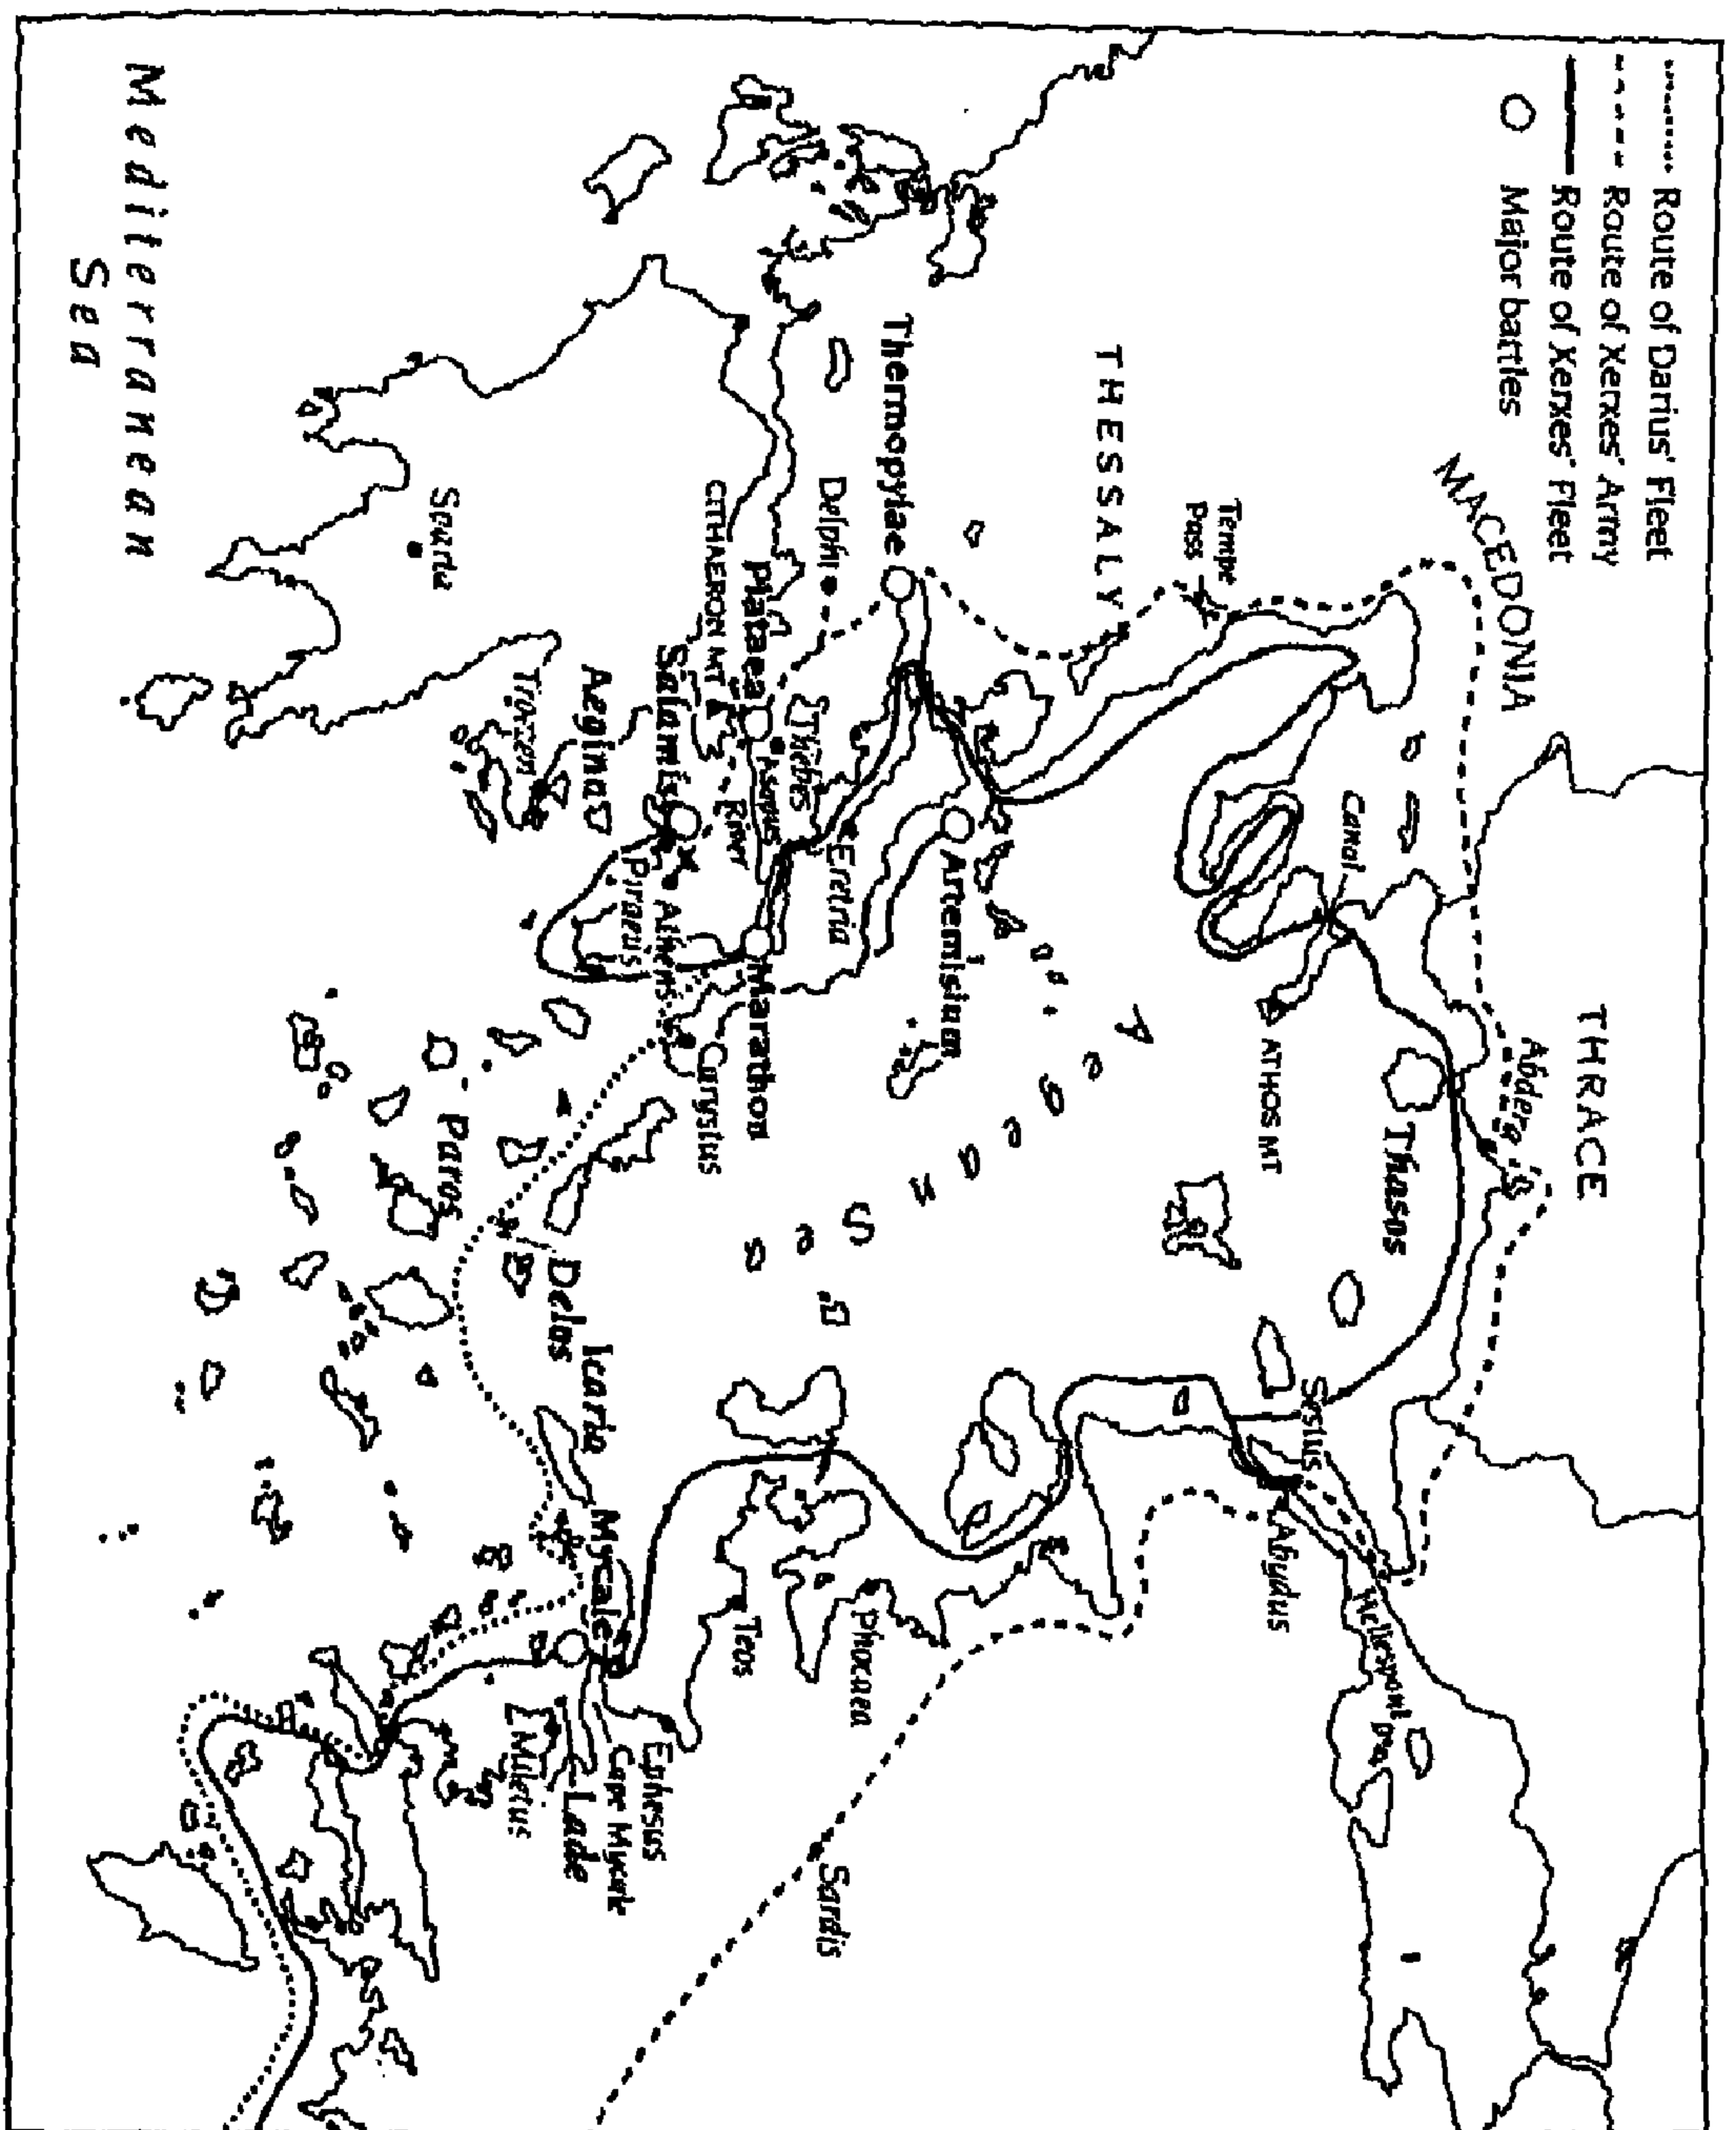 Route of Darius' Fleet
Route of Xerxes' Army
Route of Xerxes' Fleet
Major battles
MACEDONIA
THRACE
Abdera
Tempe
Pass
THESSALY
Canal
ATHOS MT
Thasos
Sestus
Abydus
Hellespont
Thermopylae
Artemisium
Aegean Sea
Delphi
Thebes
Eretria
Plataea
Asopus
River
CITHAERON MT
Marathon
Carystus
Salamis
Athens
Piraeus
Aegina
Troezen
Sparta
Delos
Paros
Icaria
Mycale
Phocaea
Teos
Sardis
Ephesus
Cape Mycale
Lade
Miletus
Mediterranean
Sea